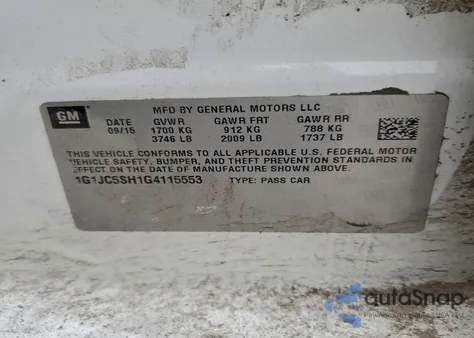 GM
MFD BY GENERAL MOTORS LLC
DATE GVWR GAWR FRT GAWR RR
09/15 1700 KG 912 KG 788 KG
3746 LB 2009 LB 1737 LB
THIS VEHICLE CONFORMS TO ALL APPLICABLE U.S. FEDERAL MOTOR
VEHICLE SAFETY, BUMPER, AND THEFT PREVENTION STANDARDS IN
EFFECT ON THE DATE OF MANUFACTURE SHOWN ABOVE.
1G1JC5SH1G4115553 TYPE: PASS CAR
autoSnap